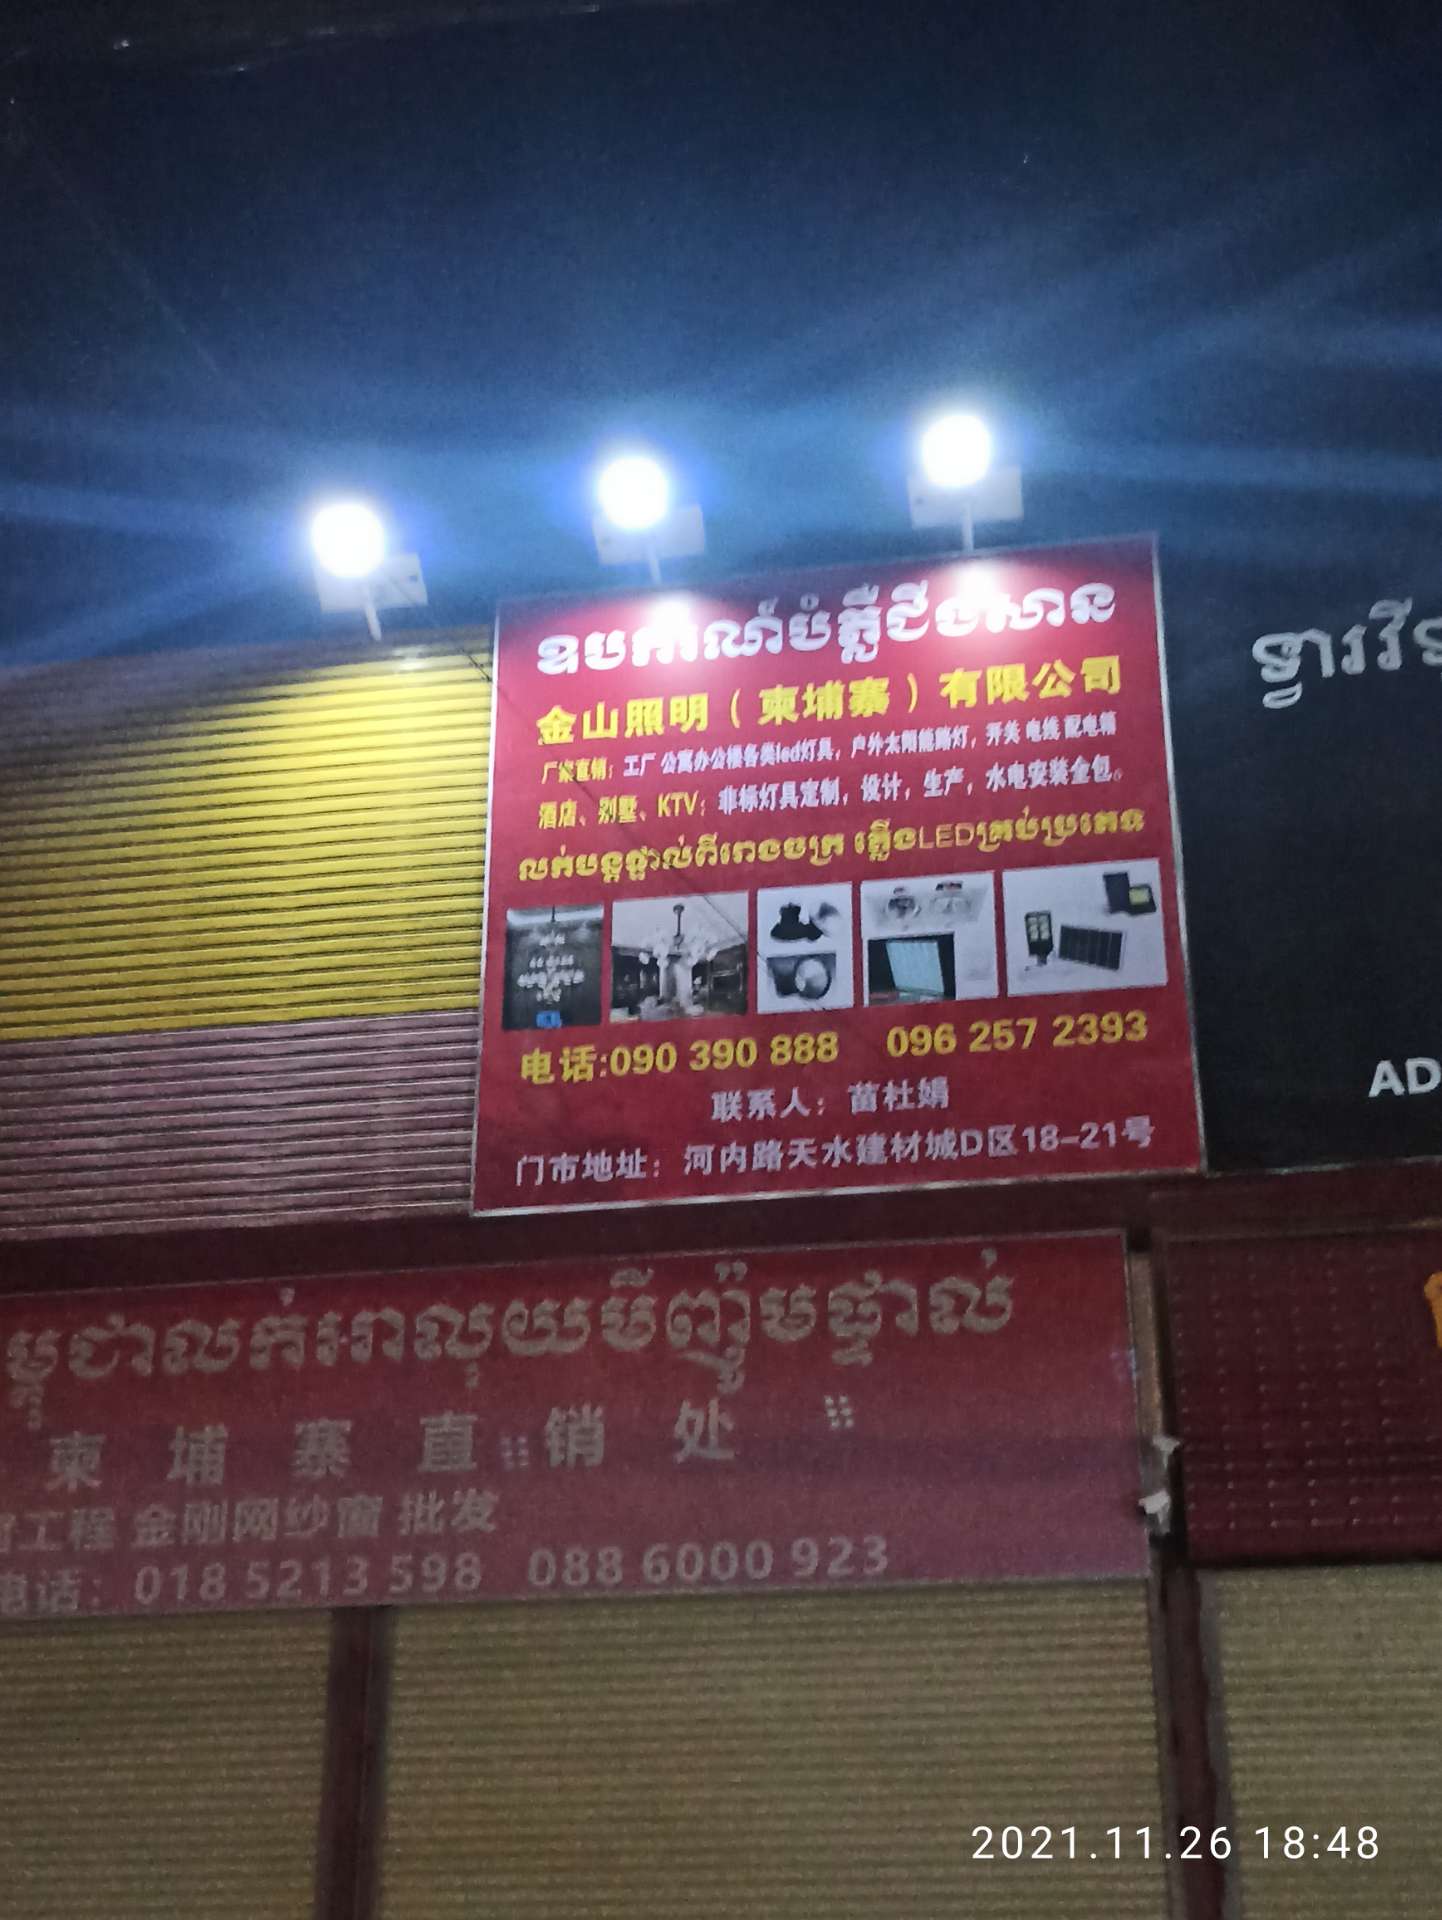 ឧបករណ៍បំភ្លឺជីងសាន
金山照明（柬埔寨）有限公司
厂家直销：工厂 公寓办公楼各类led灯具，户外太阳能路灯，开关 电线 配电箱
酒店、别墅、KTV；非标灯具定制，设计，生产，水电安装全包。
លក់បន្តផ្ទាល់ពីរោងចក្រ ភ្លើងLEDគ្រប់ប្រភេទ
电话:090 390 888 096 257 2393
联系人：苗杜娟
门市地址：河内路天水建材城D区18-21号
ទ្វារវី
AD
ម្ពុជាលក់អាលុយមីញ៉ូមផ្ទាល់
柬埔寨直销处
工程 金刚网纱窗 批发
电话：018 5213 598 088 6000 923
2021.11.26 18:48